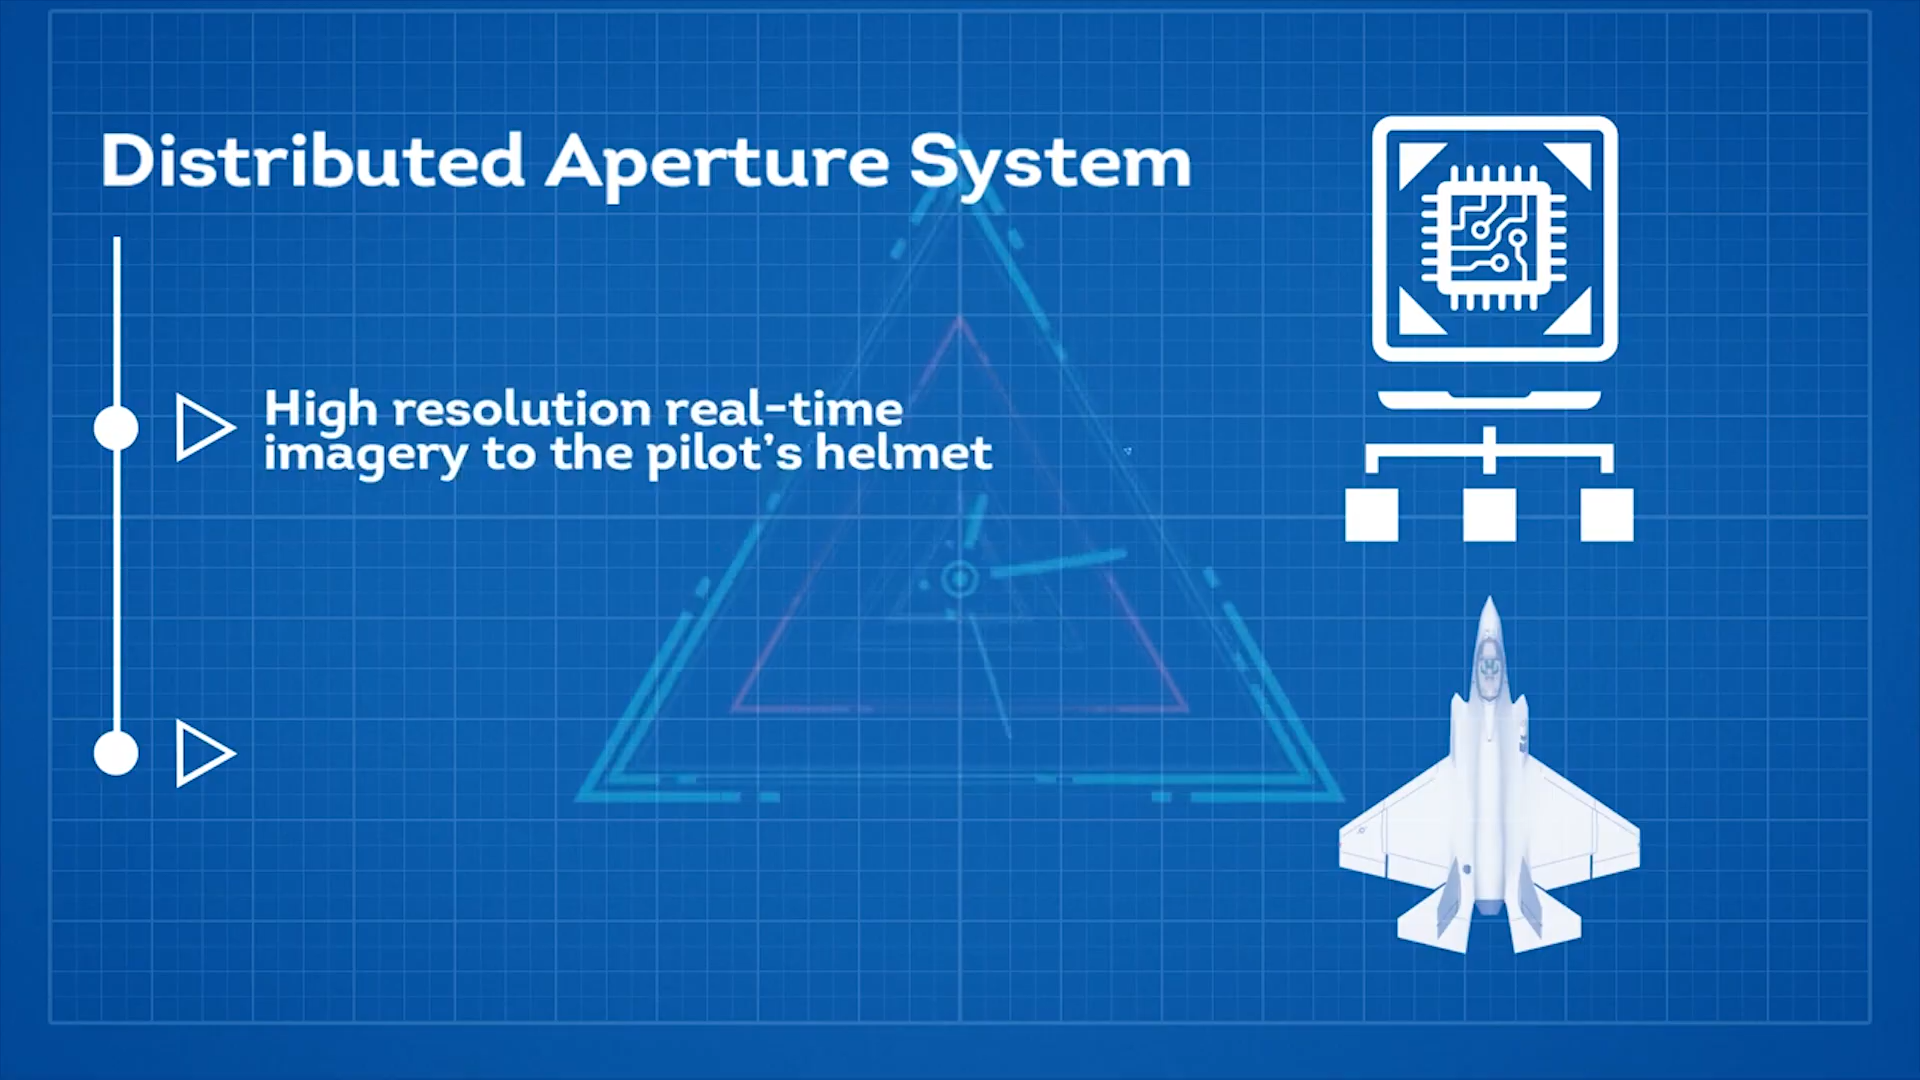 Distributed Aperture System
High resolution real-time
imagery to the pilot's helmet